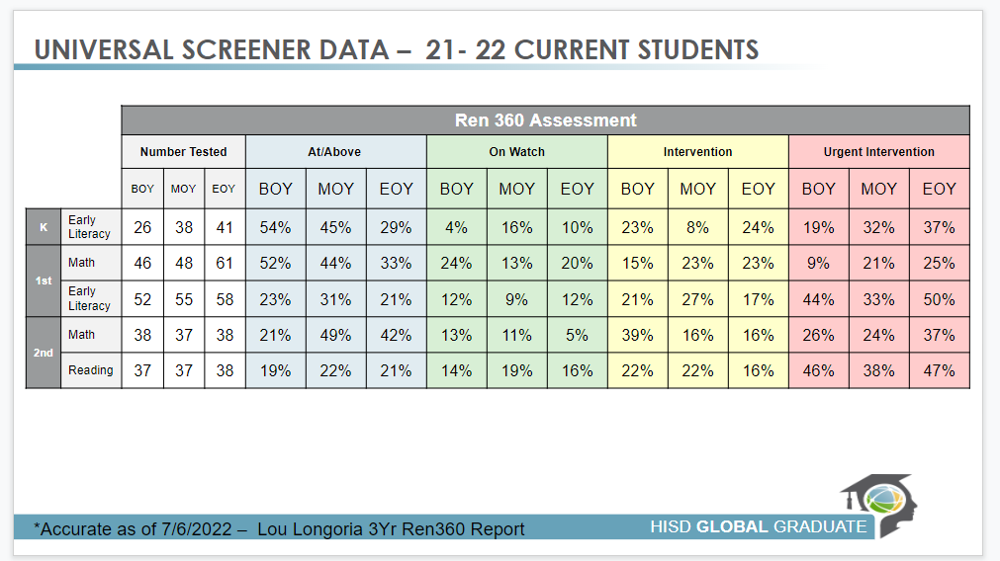 UNIVERSAL SCREENER DATA – 21- 22 CURRENT STUDENTS
Ren 360 Assessment
Number Tested At/Above On Watch Intervention Urgent Intervention
BOY MOY EOY BOY MOY EOY BOY MOY EOY BOY MOY EOY BOY MOY EOY
K Early Literacy 26 38 41 54% 45% 29% 4% 16% 10% 23% 8% 24% 19% 32% 37%
1st Math 46 48 61 52% 44% 33% 24% 13% 20% 15% 23% 23% 9% 21% 25%
Early Literacy 52 55 58 23% 31% 21% 12% 9% 12% 21% 27% 17% 44% 33% 50%
2nd Math 38 37 38 21% 49% 42% 13% 11% 5% 39% 16% 16% 26% 24% 37%
Reading 37 37 38 19% 22% 21% 14% 19% 16% 22% 22% 16% 46% 38% 47%
*Accurate as of 7/6/2022 – Lou Longoria 3Yr Ren360 Report
HISD GLOBAL GRADUATE